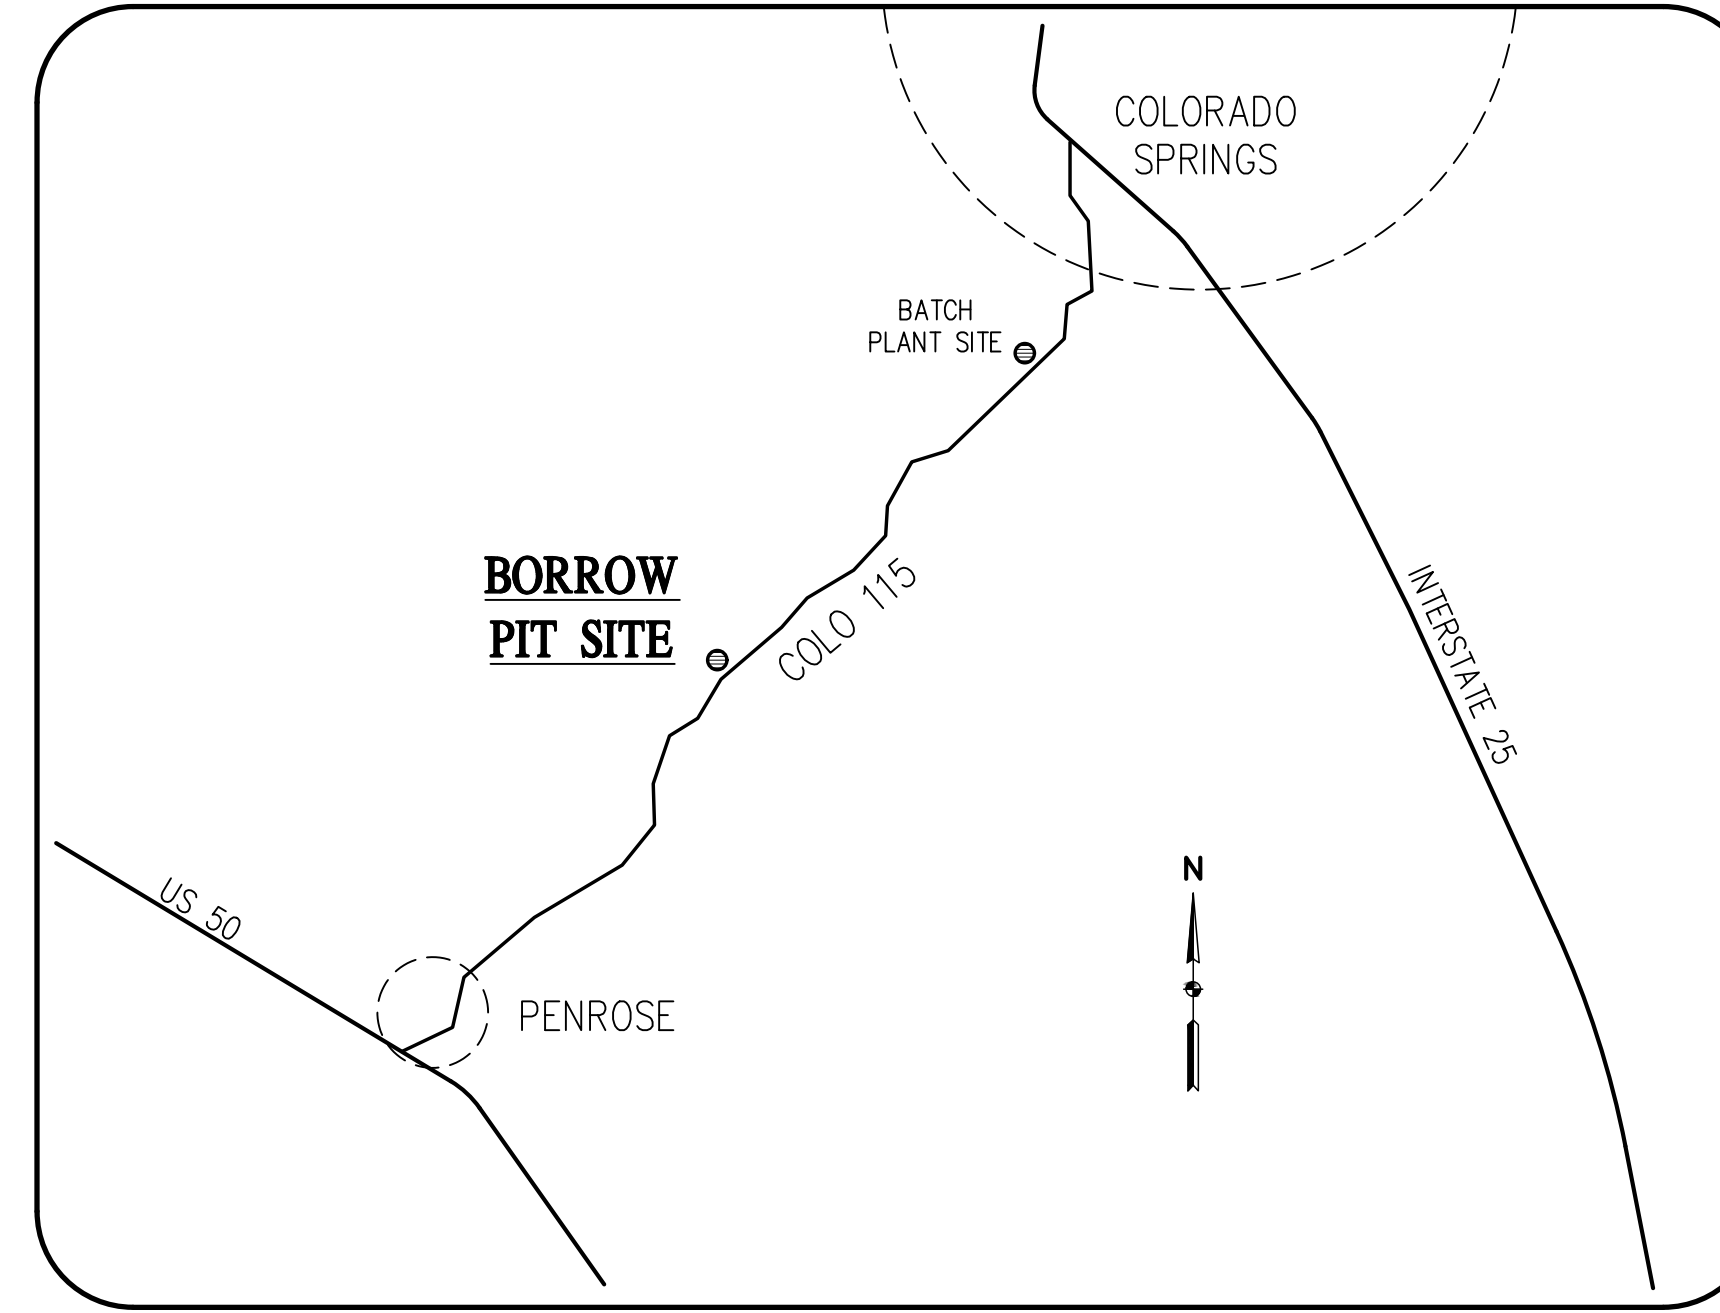 COLORADO
SPRINGS
BATCH
PLANT SITE
BORROW
PIT SITE
COLO 115
INTERSTATE 25
N
US 50
PENROSE